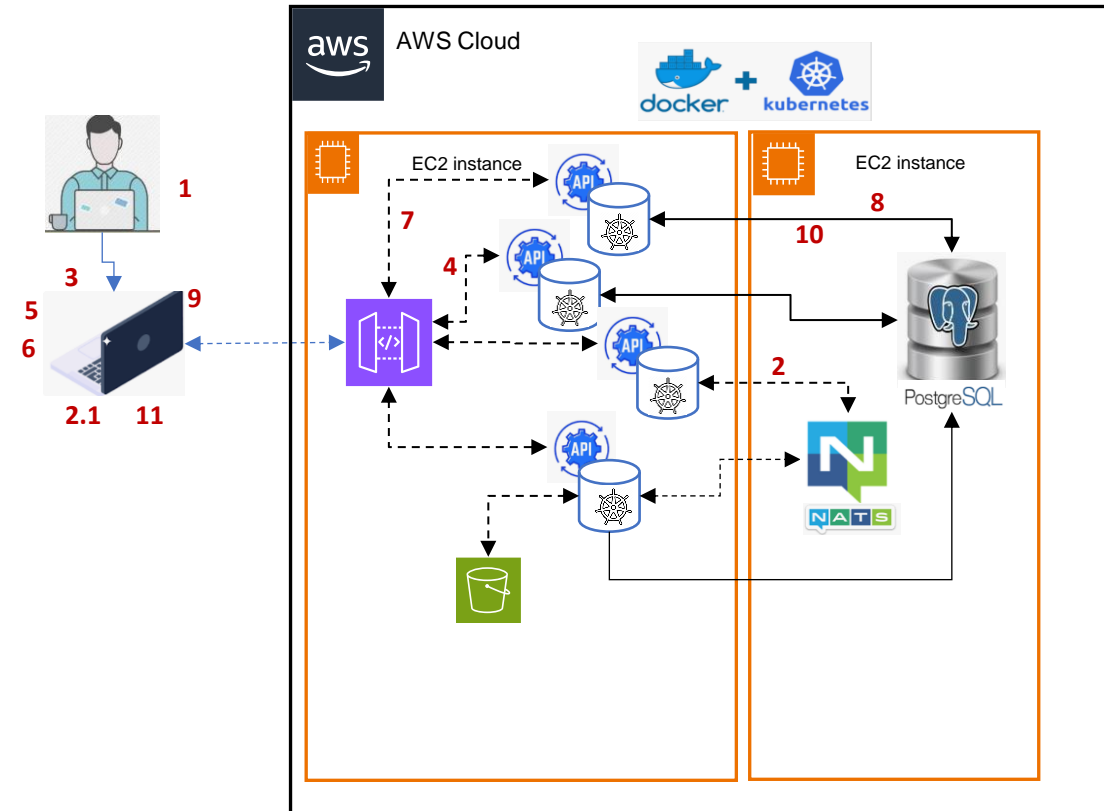 aws
AWS Cloud
docker
+
kubernetes
1
EC2 instance
API
EC2 instance
7
8
10
API
4
3
5
9
6
</>
API
2
2.1
11
PostgreSQL
API
N
NATS